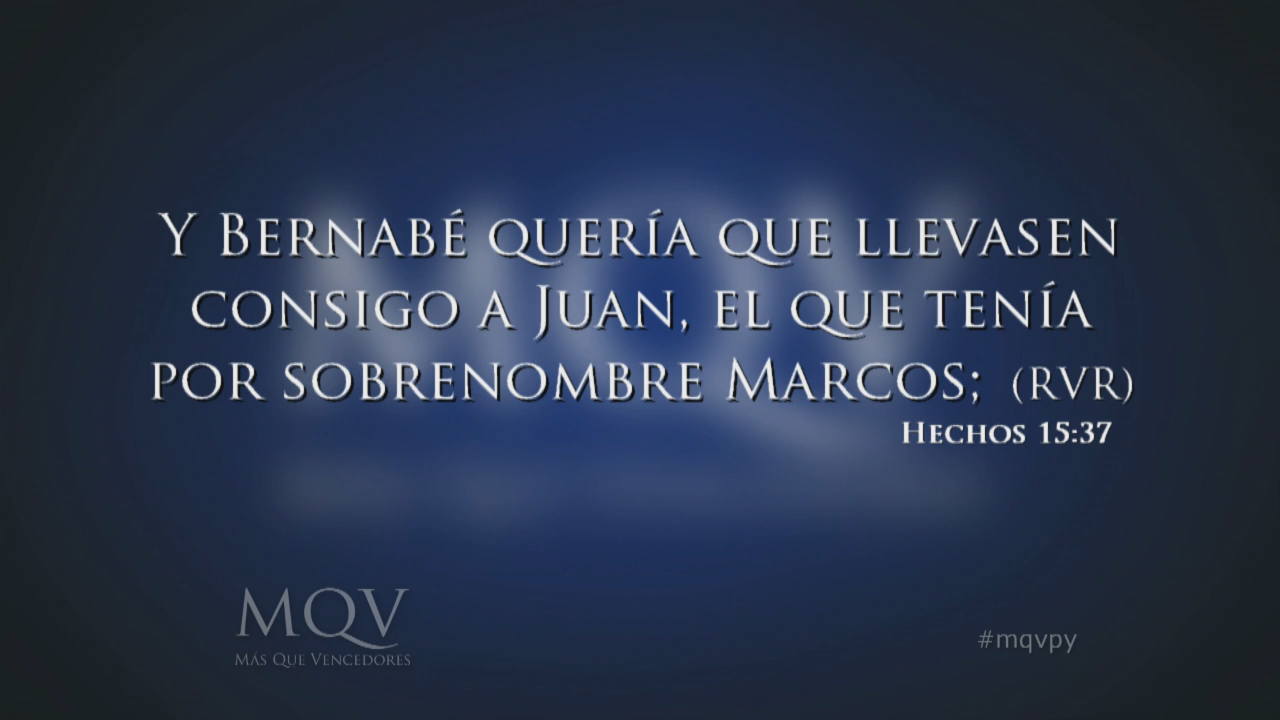 Y Bernabé quería que llevasen
consigo a Juan, el que tenía
por sobrenombre Marcos; (RVR)
Hechos 15:37
MQV
Más Que Vencedores
#mqvpy